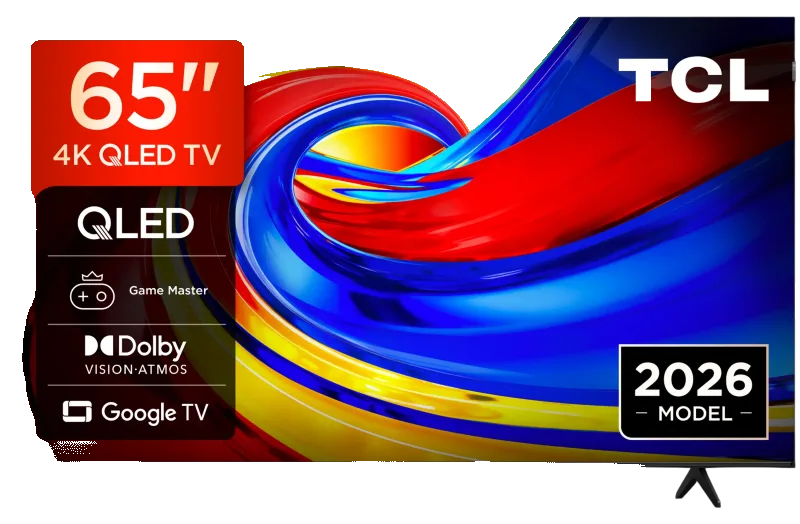 65"
4K QLED TV
QLED
Game Master
Dolby
VISION·ATMOS
Google TV
TCL
2026
– MODEL –